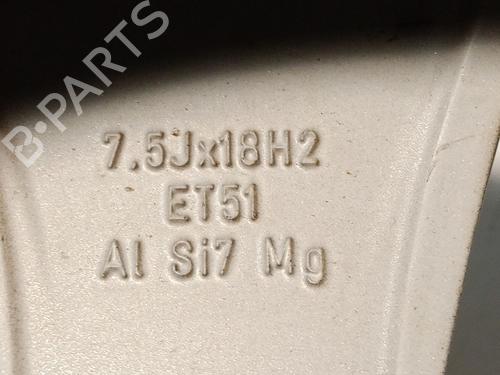 B-PARTS
7.5Jx18H2
ET51
Al Si7 Mg